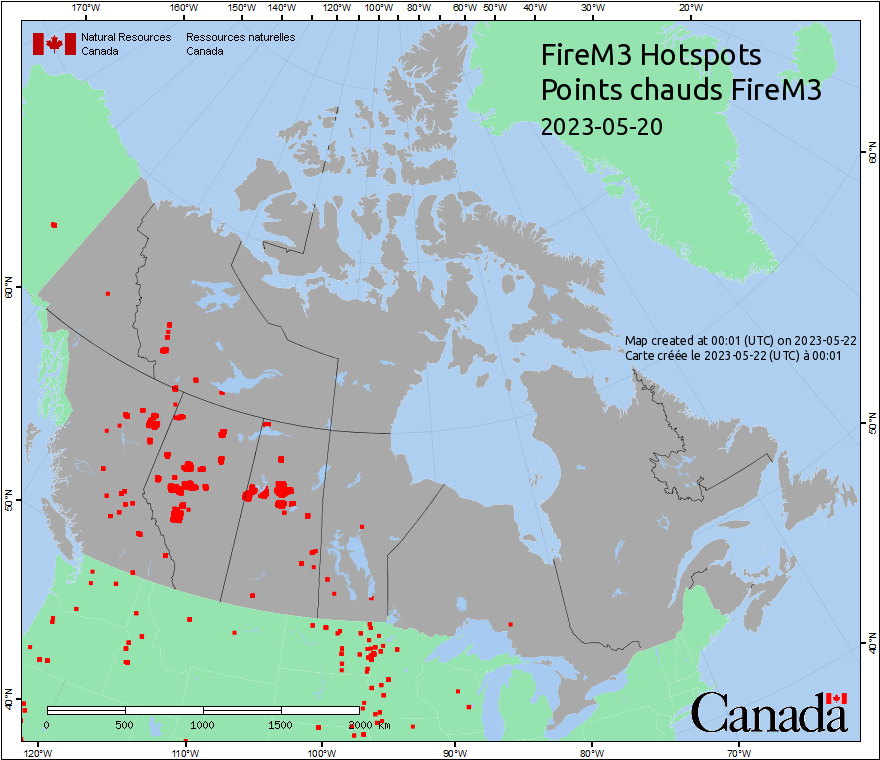 170°W 160°W 150°W 140°W 120°W 100°W 80°W 60°W 50°W 40°W 30°W 20°W
Natural Resources Ressources naturelles
Canada Canada
FireM3 Hotspots
Points chauds FireM3
2023-05-20
60°N
60°N
Map created at 00:01 (UTC) on 2023-05-22
Carte créée le 2023-05-22 (UTC) à 00:01
50°N
50°N
40°N
40°N
Canada
0 500 1000 1500 2000 Km
120°W 110°W 100°W 90°W 80°W 70°W